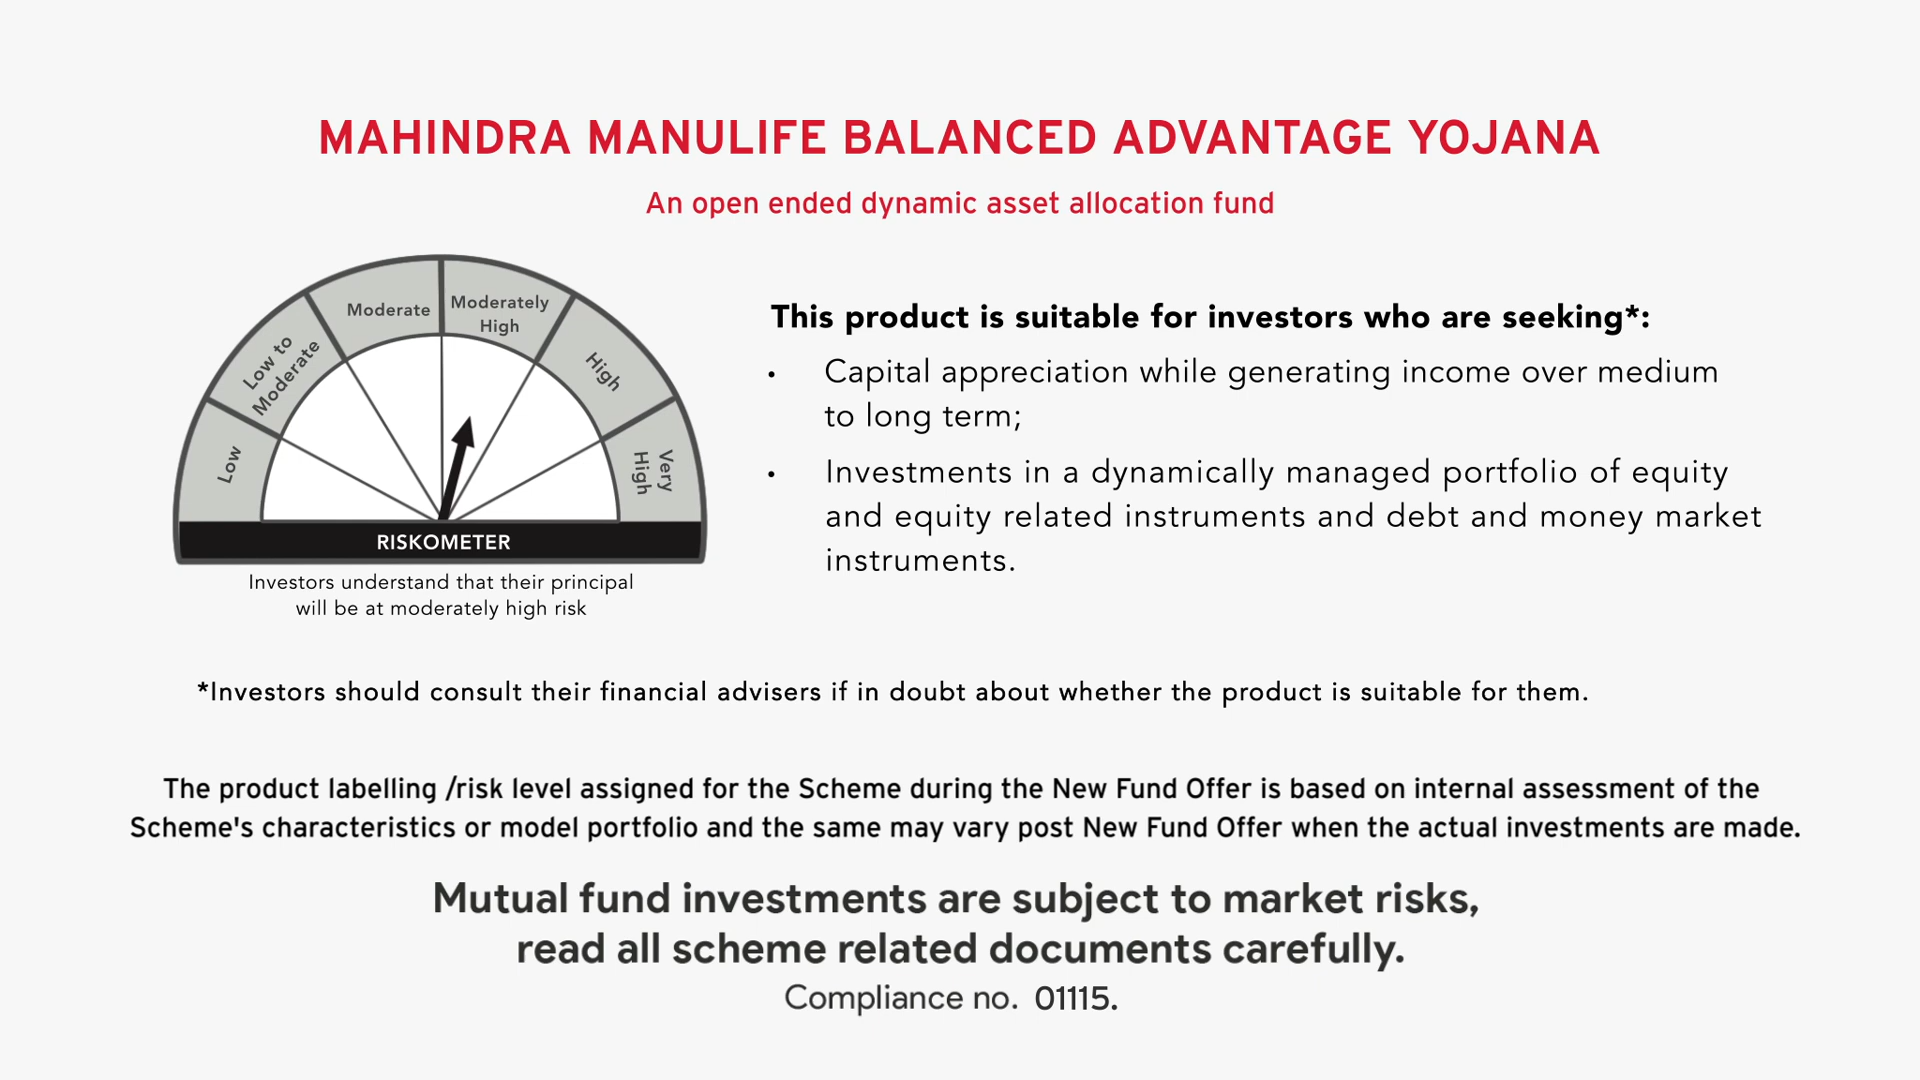 MAHINDRA MANULIFE BALANCED ADVANTAGE YOJANA
An open ended dynamic asset allocation fund
Low
Low to
Moderate
Moderate
Moderately
High
High
Very
High
RISKOMETER
Investors understand that their principal
will be at moderately high risk
This product is suitable for investors who are seeking*:
• Capital appreciation while generating income over medium
to long term;
• Investments in a dynamically managed portfolio of equity
and equity related instruments and debt and money market
instruments.
*Investors should consult their financial advisers if in doubt about whether the product is suitable for them.
The product labelling /risk level assigned for the Scheme during the New Fund Offer is based on internal assessment of the
Scheme's characteristics or model portfolio and the same may vary post New Fund Offer when the actual investments are made.
Mutual fund investments are subject to market risks,
read all scheme related documents carefully.
Compliance no. 01115.